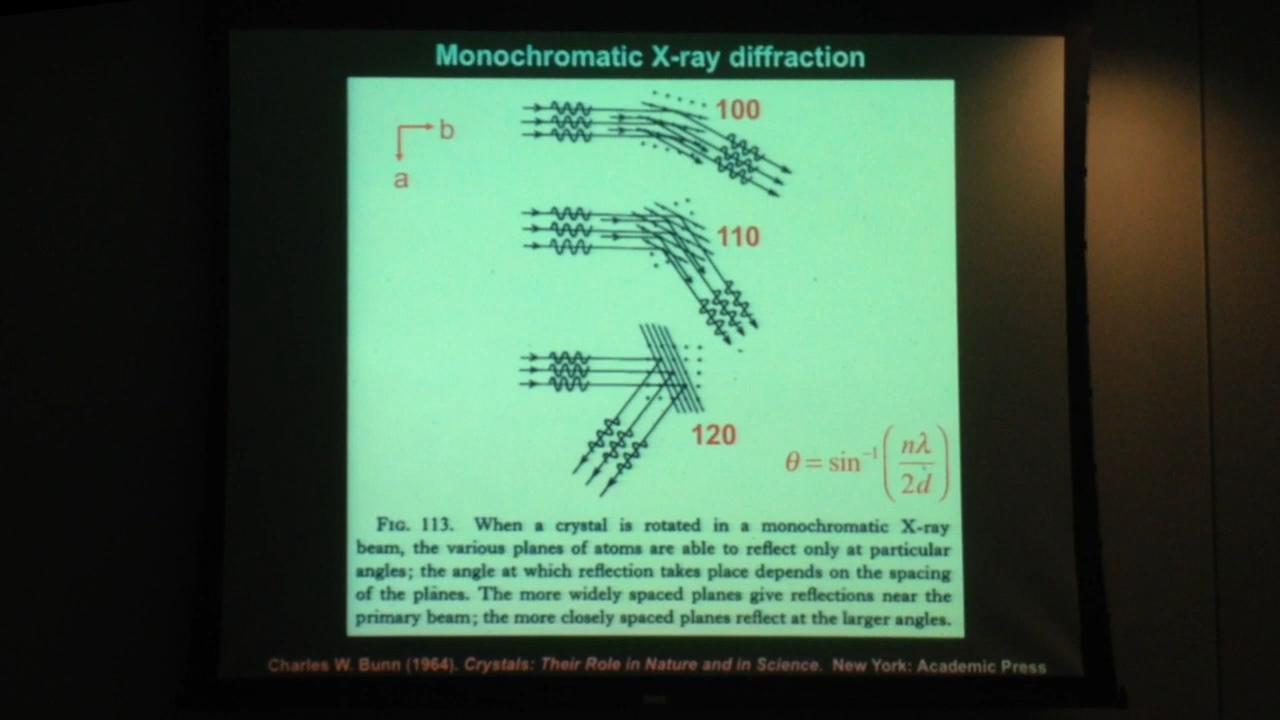 Monochromatic X-ray diffraction
100
b
a
110
120
θ = sin⁻¹(nλ/2d)
FIG. 113. When a crystal is rotated in a monochromatic X-ray
beam, the various planes of atoms are able to reflect only at particular
angles; the angle at which reflection takes place depends on the spacing
of the planes. The more widely spaced planes give reflections near the
primary beam; the more closely spaced planes reflect at the larger angles.
Charles W. Bunn (1964). Crystals: Their Role in Nature and in Science. New York: Academic Press